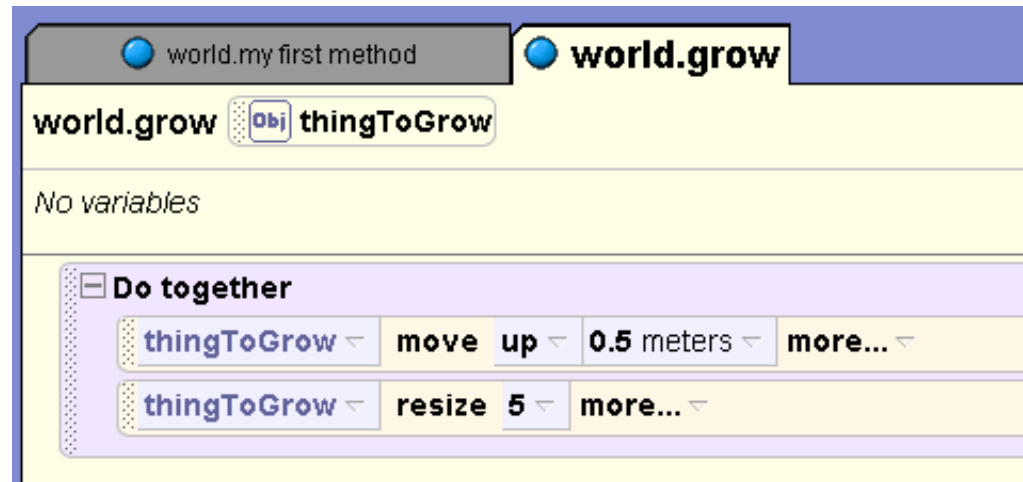 world.my first method world.grow
world.grow Obj thingToGrow
No variables
Do together
thingToGrow move up 0.5 meters more...
thingToGrow resize 5 more...